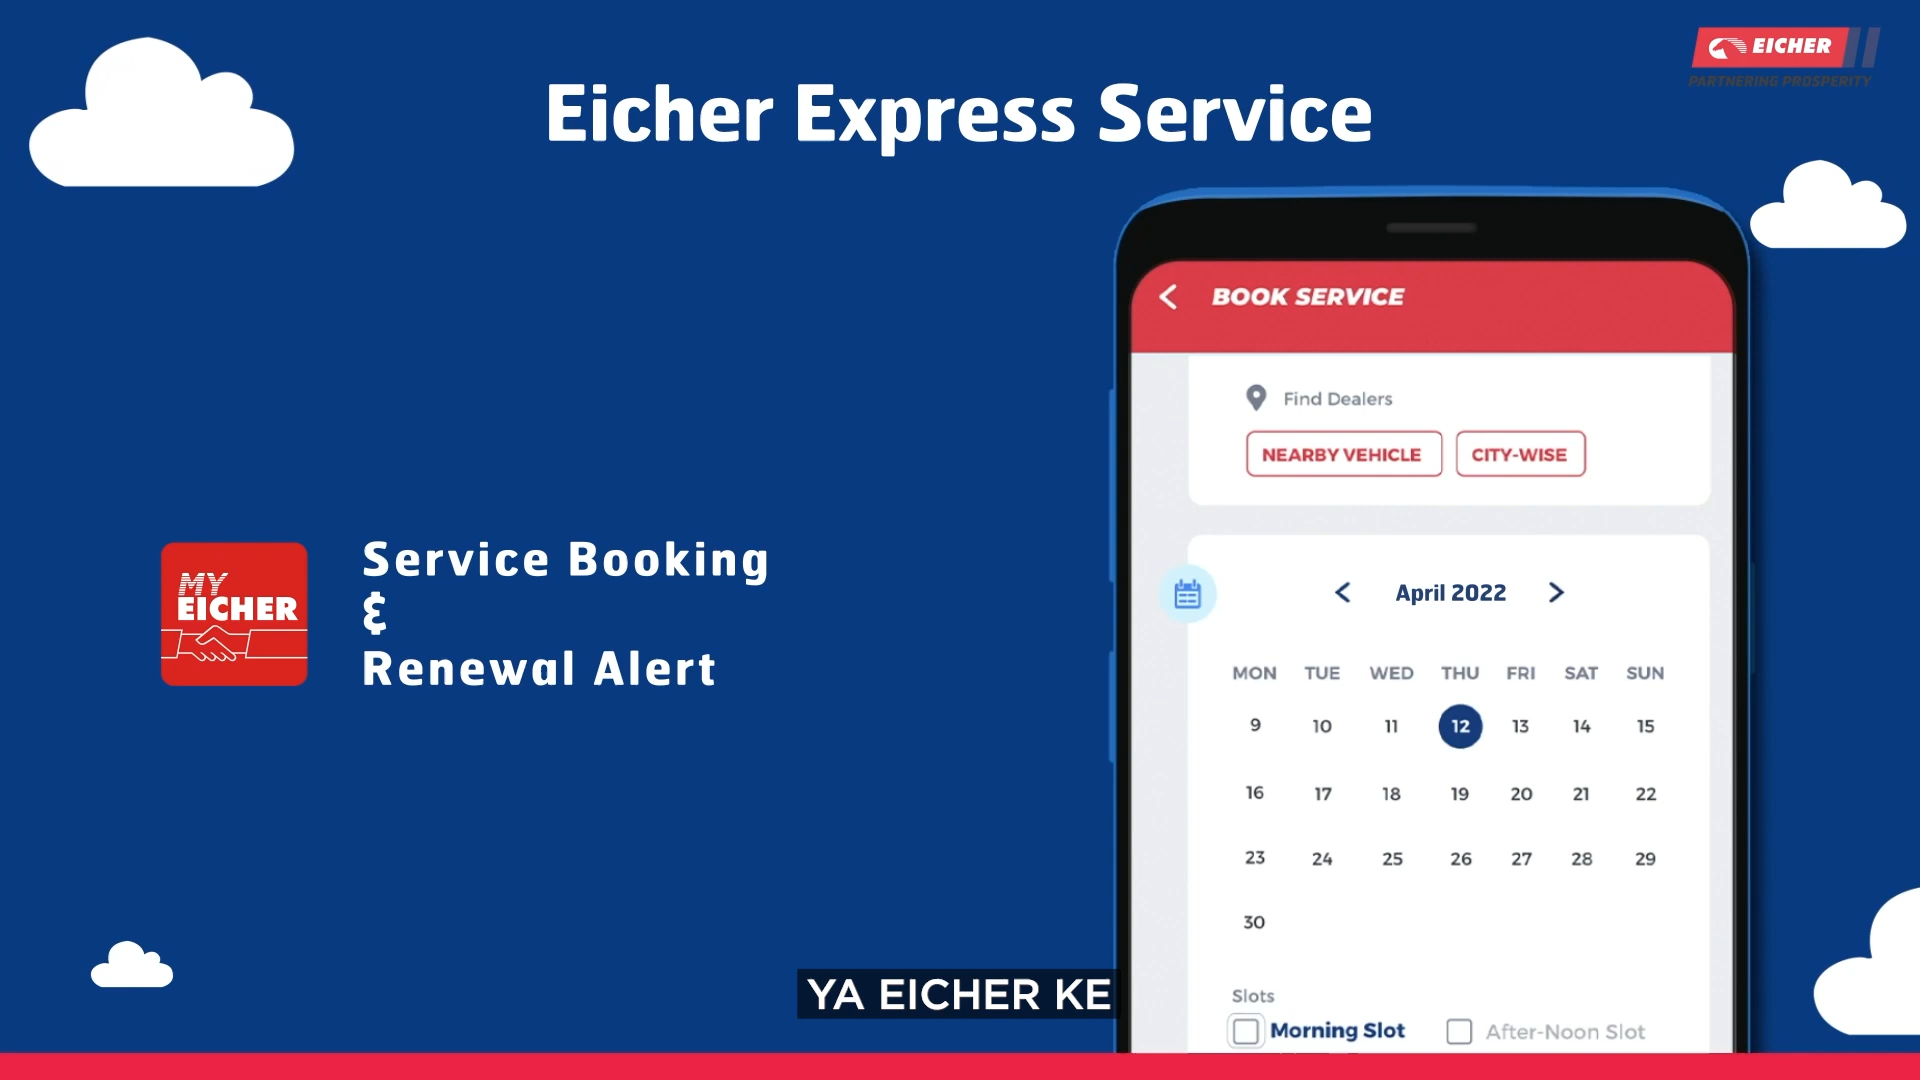 EICHER
PARTNERING PROSPERITY
Eicher Express Service
BOOK SERVICE
Find Dealers
NEARBY VEHICLE CITY-WISE
MY
EICHER
Service Booking
&
Renewal Alert
April 2022
MON TUE WED THU FRI SAT SUN
9 10 11 12 13 14 15
16 17 18 19 20 21 22
23 24 25 26 27 28 29
30
YA EICHER KE
Slots
Morning Slot After-Noon Slot